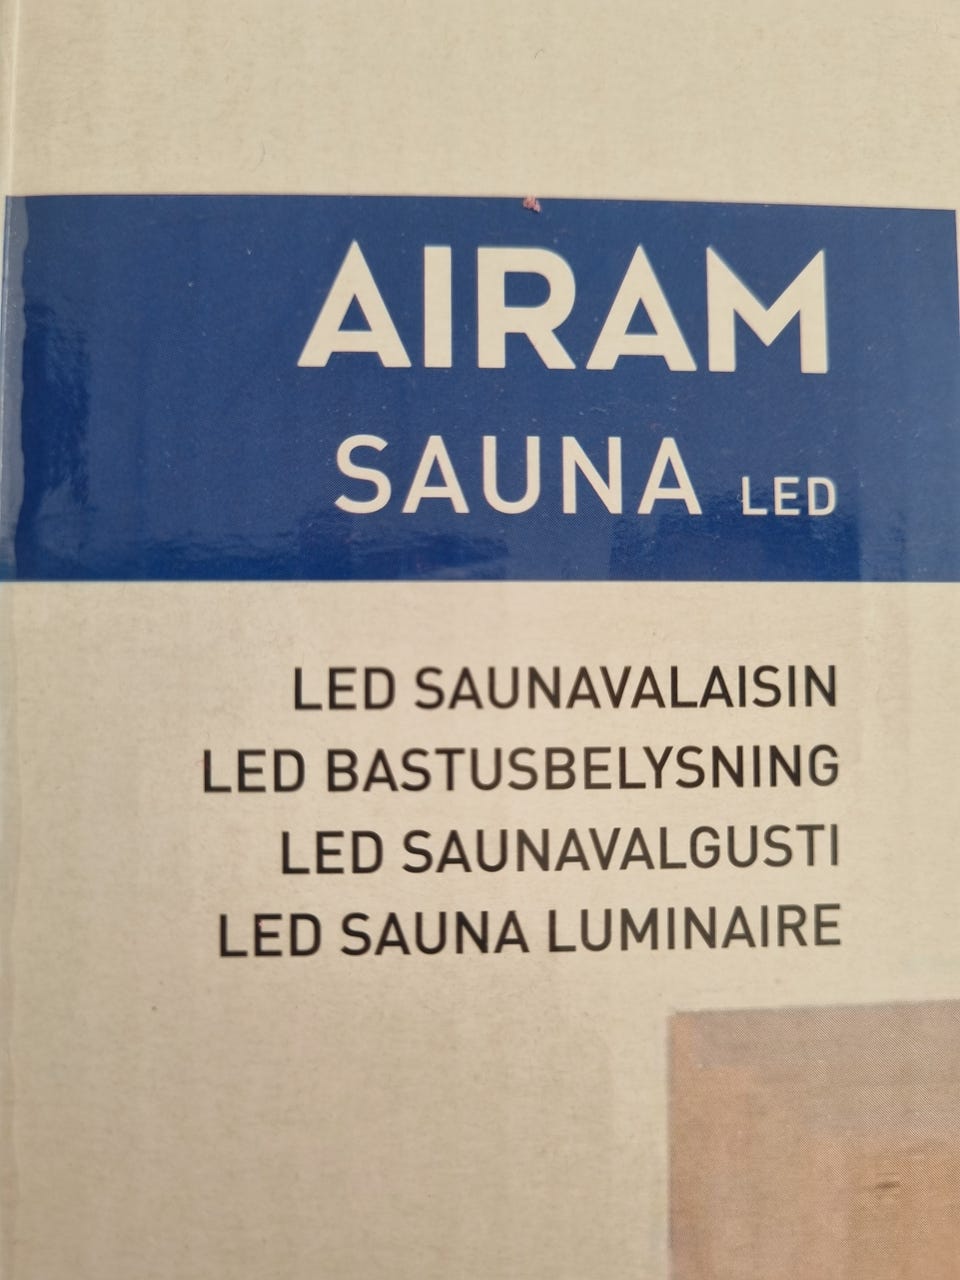 AIRAM
SAUNA LED
LED SAUNAVALAISIN
LED BASTUSBELYSNING
LED SAUNAVALGUSTI
LED SAUNA LUMINAIRE